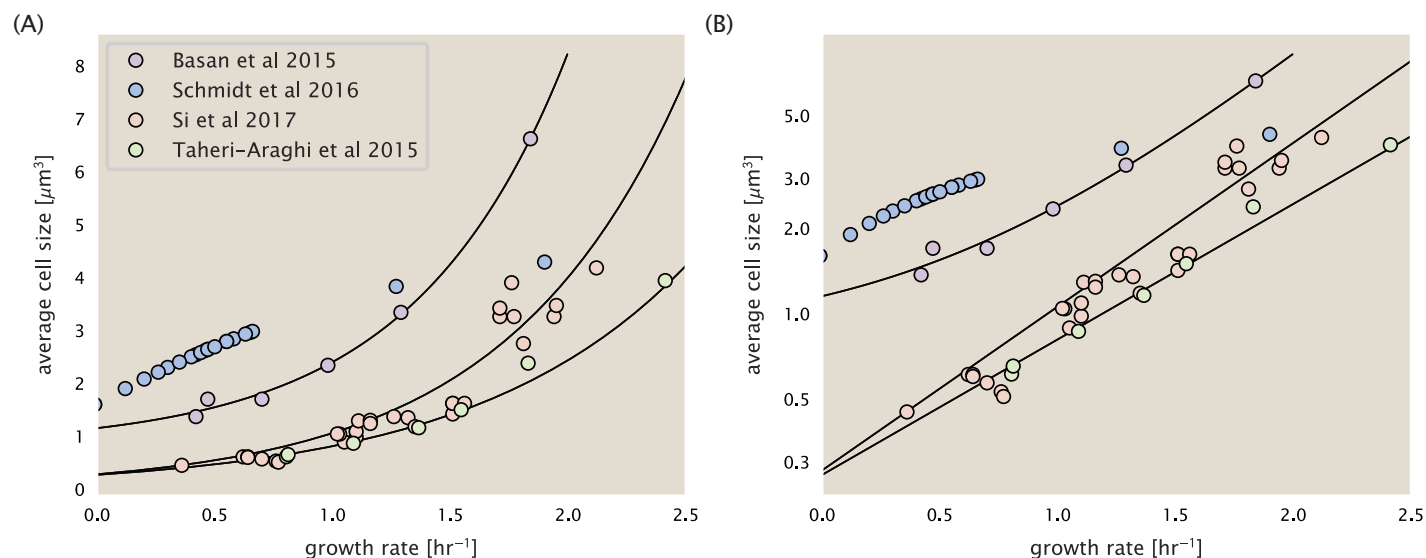 (A)
8
7
6
5
4
3
2
1
0
average cell size [μm³]
Basan et al 2015
Schmidt et al 2016
Si et al 2017
Taheri–Araghi et al 2015
0.0 0.5 1.0 1.5 2.0 2.5
growth rate [hr⁻¹]
(B)
5.0
3.0
2.0
1.0
0.5
0.3
average cell size [μm³]
0.0 0.5 1.0 1.5 2.0 2.5
growth rate [hr⁻¹]